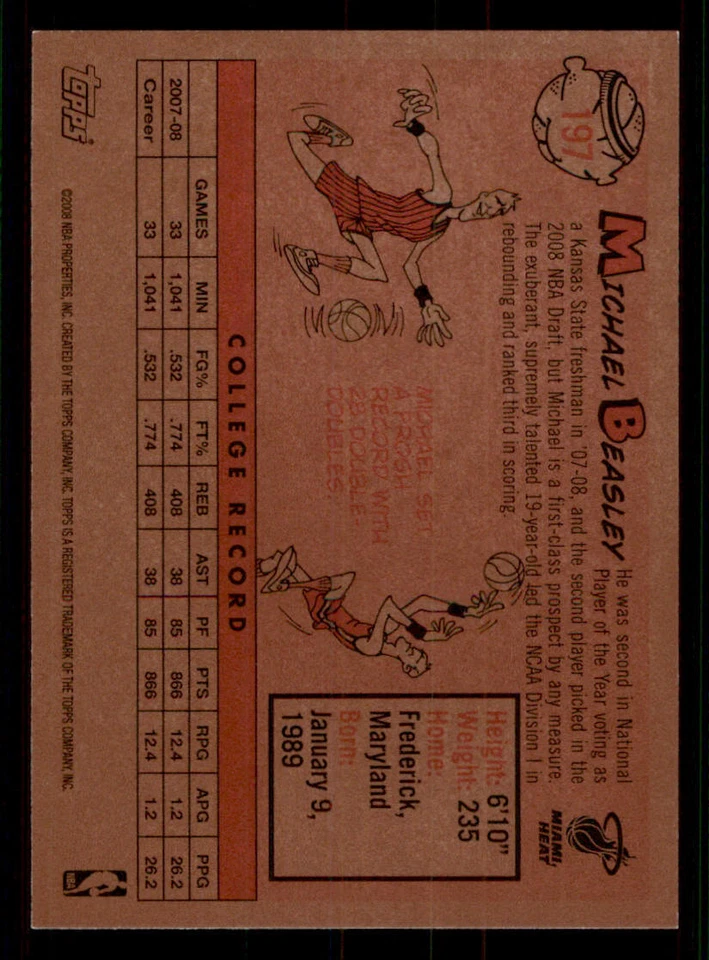 197
MICHAEL BEASLEY
He was second in National
Player of the Year voting as
a Kansas State freshman in '07-08, and the second player picked in the
2008 NBA Draft, but Michael is a first-class prospect by any measure.
The exuberant, supremely talented 19-year-old led the NCAA Division I in
rebounding and ranked third in scoring.
MIAMI
HEAT
MICHAEL SET
A FROSH
RECORD WITH
28 DOUBLE-
DOUBLES.
Height: 6'10"
Weight: 235
Home:
Frederick,
Maryland
Born:
January 9,
1989
COLLEGE RECORD
GAMES MIN FG% FT% REB AST PF PTS RPG APG PPG
2007-08 33 1,041 .532 .774 408 38 85 866 12.4 1.2 26.2
Career 33 1,041 .532 .774 408 38 85 866 12.4 1.2 26.2
topps
©2008 NBA PROPERTIES, INC. CREATED BY THE TOPPS COMPANY, INC. TOPPS IS A REGISTERED TRADEMARK OF THE TOPPS COMPANY, INC.
NBA